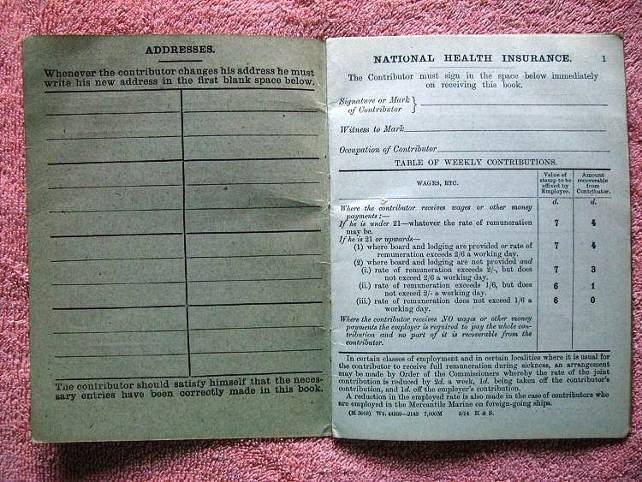 ADDRESSES.
Whenever the contributor changes his address he must
write his new address in the first blank space below.
The contributor should satisfy himself that the neces-
sary entries have been correctly made in this book.
NATIONAL HEALTH INSURANCE. 1
The Contributor must sign in the space below immediately
on receiving this book.
Signature or Mark
of Contributor }
Witness to Mark
Occupation of Contributor
TABLE OF WEEKLY CONTRIBUTIONS.
WAGES, ETC.
Value of
stamp to be
affixed by
Employer.
Amount
recoverable
from
Contributor.
d. d.
Where the contributor receives wages or other money
payments:—
If he is under 21—whatever the rate of remuneration 7 4
may be.
If he is 21 or upwards—
(1) where board and lodging are provided or rate of 7 4
remuneration exceeds 2/6 a working day.
(2) where board and lodging are not provided and
(i.) rate of remuneration exceeds 2/-, but does 7 3
not exceed 2/6 a working day.
(ii.) rate of remuneration exceeds 1/6, but does 6 1
not exceed 2/- a working day.
(iii.) rate of remuneration does not exceed 1/6 a 6 0
working day.
Where the contributor receives NO wages or other money
payments the employer is required to pay the whole con-
tribution and no part of it is recoverable from the
contributor.
In certain classes of employment and in certain localities where it is usual for
the contributor to receive full remuneration during sickness, an arrangement
may be made by Order of the Commissioners whereby the rate of the joint
contribution is reduced by 2d. a week, 1d. being taken off the contributor's
contribution, and 1d. off the employer's contribution.
A reduction in the employed rate is also made in the case of contributors who
are employed in the Mercantile Marine on foreign-going ships.
Wt. 7,100M 5/14 H & S.